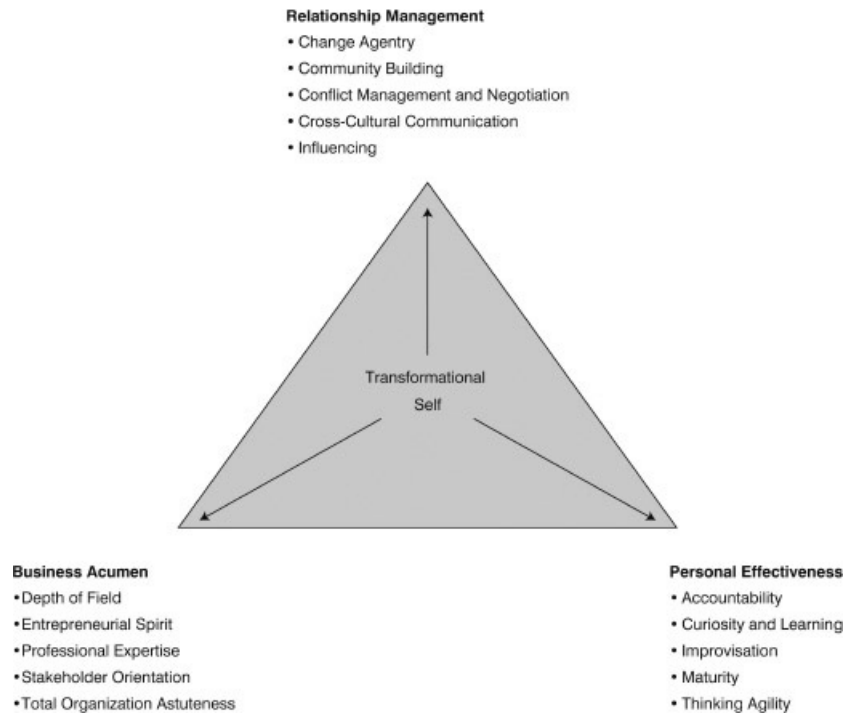 Relationship Management
• Change Agentry
• Community Building
• Conflict Management and Negotiation
• Cross-Cultural Communication
• Influencing
Transformational
Self
Business Acumen
•Depth of Field
•Entrepreneurial Spirit
•Professional Expertise
•Stakeholder Orientation
•Total Organization Astuteness
Personal Effectiveness
• Accountability
• Curiosity and Learning
• Improvisation
• Maturity
• Thinking Agility